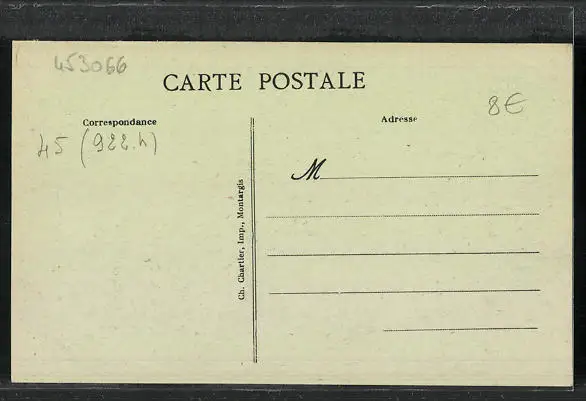 453066
CARTE POSTALE
8€
Correspondance
Adresse
45 (922.h)
M
Ch. Chartier, Imp., Montargis